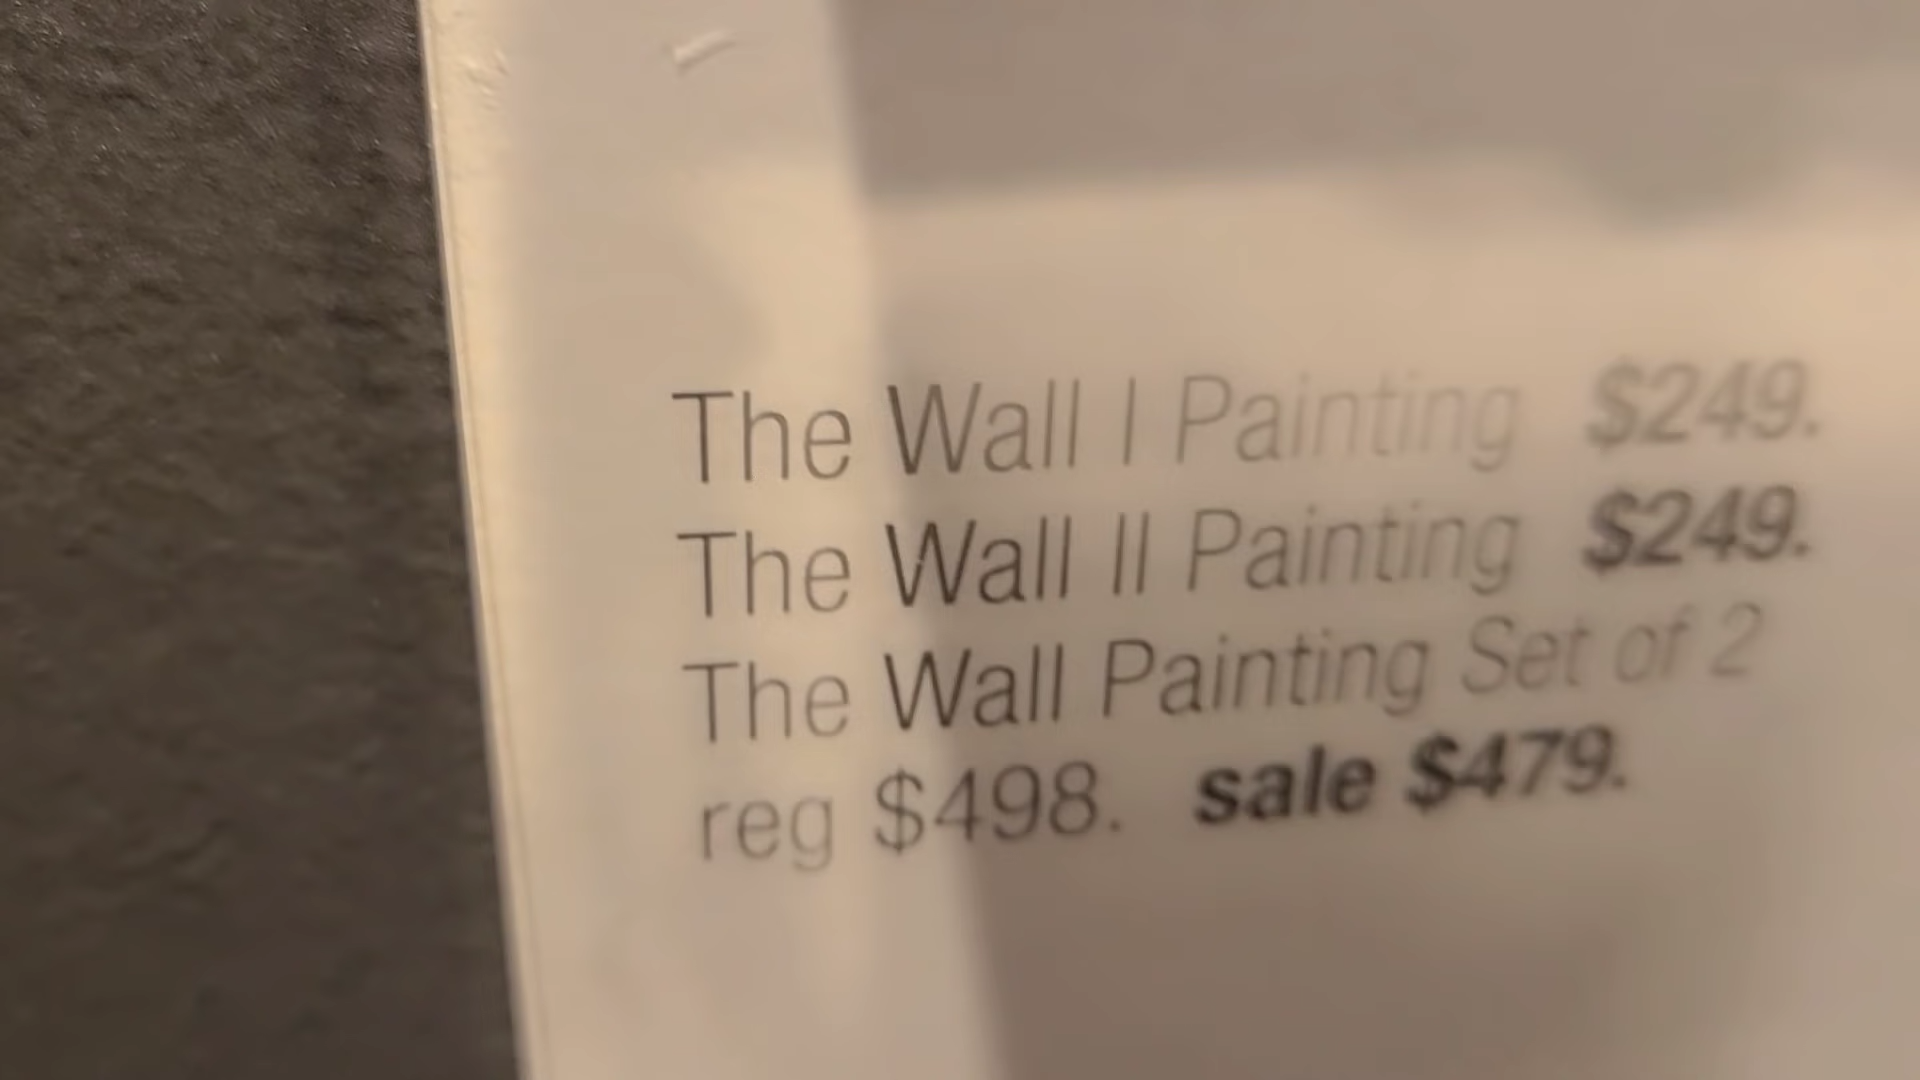 The Wall I Painting $249.
The Wall II Painting $249.
The Wall Painting Set of 2
reg $498. sale $479.